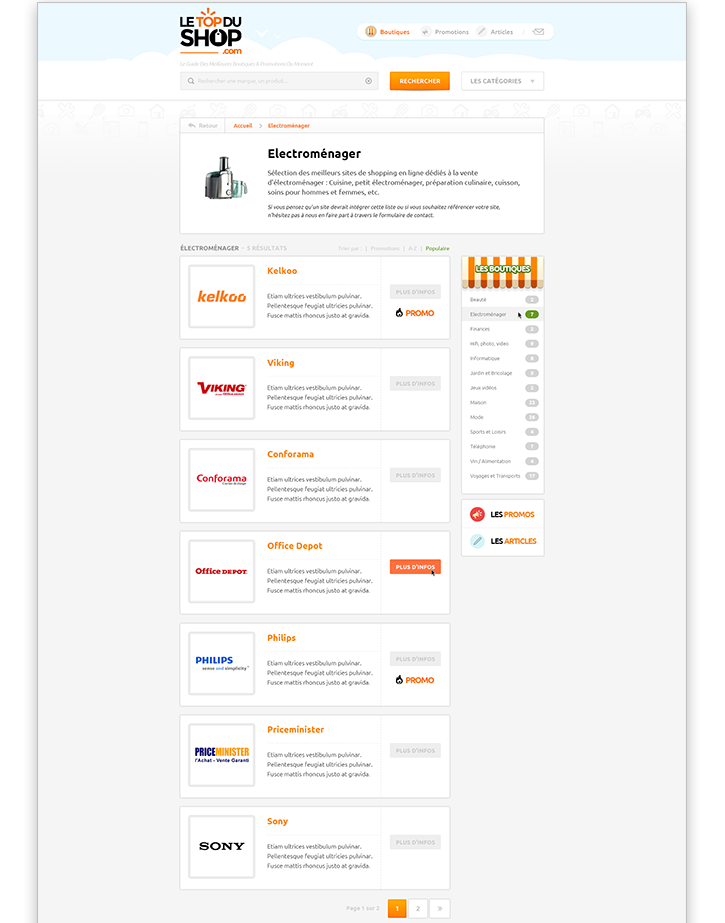 LE TOP DU
SHOP
.com
Le Guide Des Meilleures Boutiques & Promotions Du Moment
Boutiques
Promotions
Articles
Rechercher une marque, un produit...
RECHERCHER
LES CATÉGORIES
Retour
Accueil
Electroménager
Electroménager
Sélection des meilleurs sites de shopping en ligne dédiés à la vente
d'électroménager : Cuisine, petit électroménager, préparation culinaire, cuisson,
soins pour hommes et femmes, etc.
Si vous pensez qu'un site devrait intégrer cette liste ou si vous souhaitez référencer votre site,
n'hésitez pas à nous en faire part à travers le formulaire de contact.
ÉLECTROMÉNAGER - 5 RÉSULTATS
Trier par : | Promotions | A-Z | Populaire
kelkoo
Kelkoo
Etiam ultrices vestibulum pulvinar.
Pellentesque feugiat ultricies pulvinar.
Fusce mattis rhoncus justo at gravida.
PLUS D'INFOS
PROMO
VIKING
Viking
Etiam ultrices vestibulum pulvinar.
Pellentesque feugiat ultricies pulvinar.
Fusce mattis rhoncus justo at gravida.
PLUS D'INFOS
Conforama
Conforama
Etiam ultrices vestibulum pulvinar.
Pellentesque feugiat ultricies pulvinar.
Fusce mattis rhoncus justo at gravida.
PLUS D'INFOS
Office DEPOT
Office Depot
Etiam ultrices vestibulum pulvinar.
Pellentesque feugiat ultricies pulvinar.
Fusce mattis rhoncus justo at gravida.
PLUS D'INFOS
PHILIPS
sense and simplicity
Philips
Etiam ultrices vestibulum pulvinar.
Pellentesque feugiat ultricies pulvinar.
Fusce mattis rhoncus justo at gravida.
PLUS D'INFOS
PROMO
PRICEMINISTER
l'Achat - Vente Garanti
Priceminister
Etiam ultrices vestibulum pulvinar.
Pellentesque feugiat ultricies pulvinar.
Fusce mattis rhoncus justo at gravida.
PLUS D'INFOS
SONY
Sony
Etiam ultrices vestibulum pulvinar.
Pellentesque feugiat ultricies pulvinar.
Fusce mattis rhoncus justo at gravida.
PLUS D'INFOS
Page 1 sur 2
1
2
»
LES BOUTIQUES
Beauté
Electroménager 7
Finances
Hifi, photo, video
Informatique
Jardin et Bricolage
Jeux vidéos
Maison
Mode
Sports et Loisirs
Téléphonie
Vin / Alimentation
Voyages et Transports
LES PROMOS
LES ARTICLES